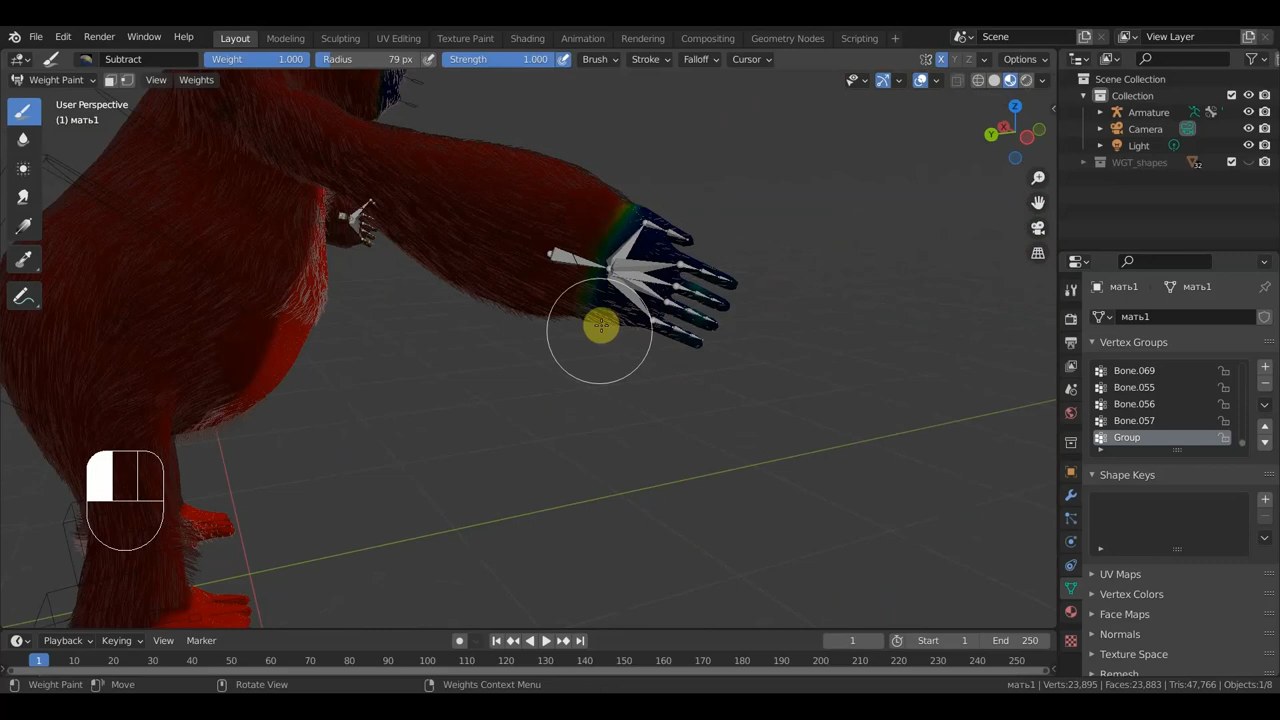 File Edit Render Window Help Layout Modeling Sculpting UV Editing Texture Paint Shading Animation Rendering Compositing Geometry Nodes Scripting + Scene View Layer
Subtract Weight 1.000 Radius 79 px Strength 1.000 Brush Stroke Falloff Cursor X Y Z Options
Weight Paint View Weights
User Perspective
(1) мать1
Z
Y
X
Scene Collection
Collection
Armature
Camera
Light
WGT_shapes 32
мать1 мать1
мать1
Vertex Groups
Bone.069
Bone.055
Bone.056
Bone.057
Group
Shape Keys
UV Maps
Vertex Colors
Face Maps
Normals
Texture Space
Remesh
Playback Keying View Marker 1 Start 1 End 250
1 10 20 30 40 50 60 70 80 90 100 110 120 130 140 150 160 170 180 190 200 210 220 230 240 250
Weight Paint Move Rotate View Weights Context Menu мать1 | Verts:23,895 | Faces:23,883 | Tris:47,766 | Objects:1/8